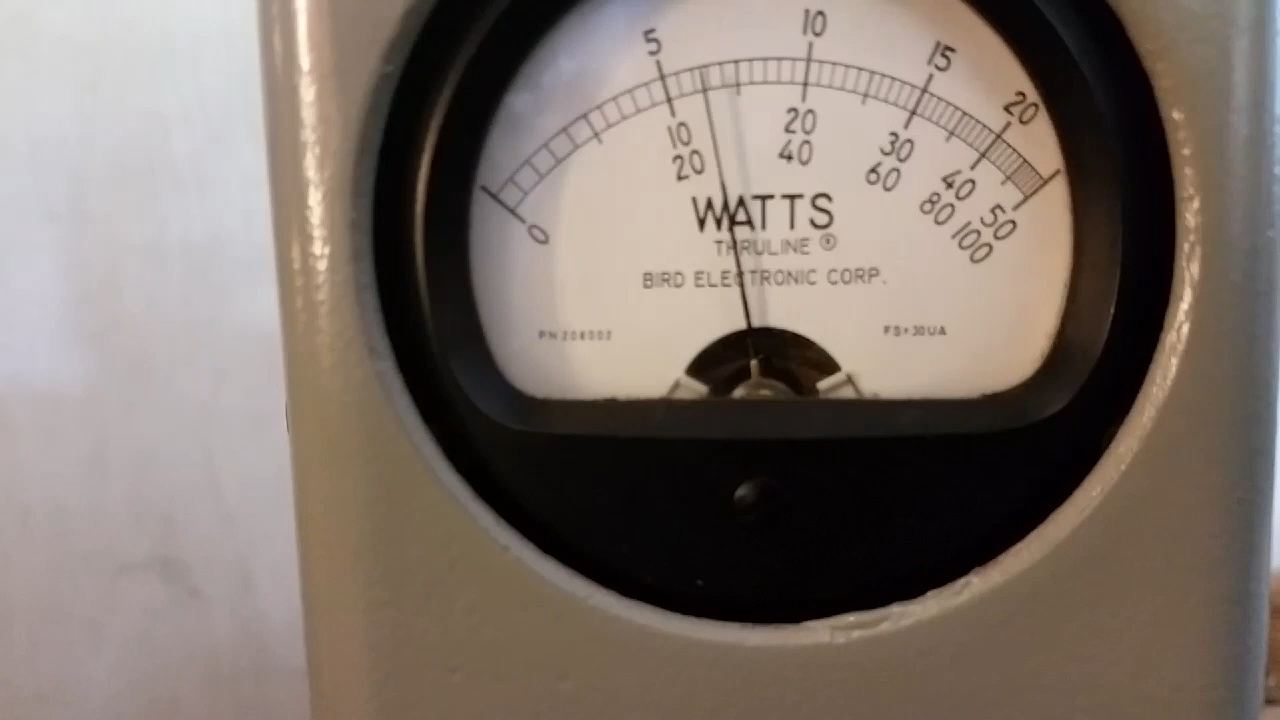 5 10 15 20
10 20 30 40 50
0 20 40 60 80 100
WATTS
THRULINE ®
BIRD ELECTRONIC CORP.
PN 208002 FS=30UA